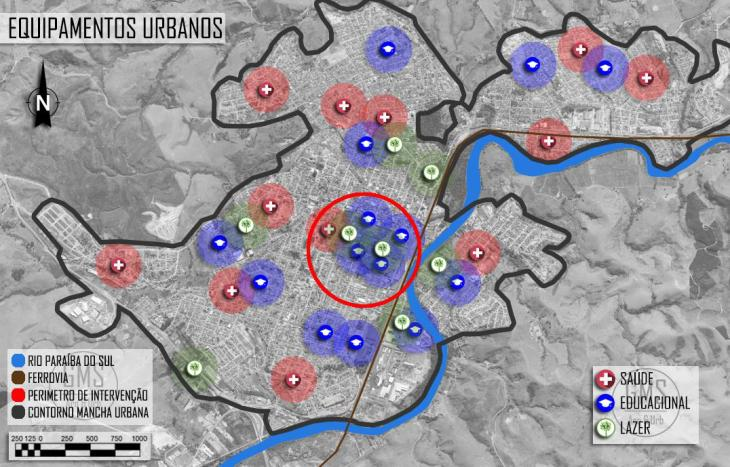 EQUIPAMENTOS URBANOS
N
RIO PARAÍBA DO SUL
FERROVIA
PERIMETRO DE INTERVENÇÃO
CONTORNO MANCHA URBANA
250 125 0 250 500 750 1000
SAÚDE
EDUCACIONAL
LAZER